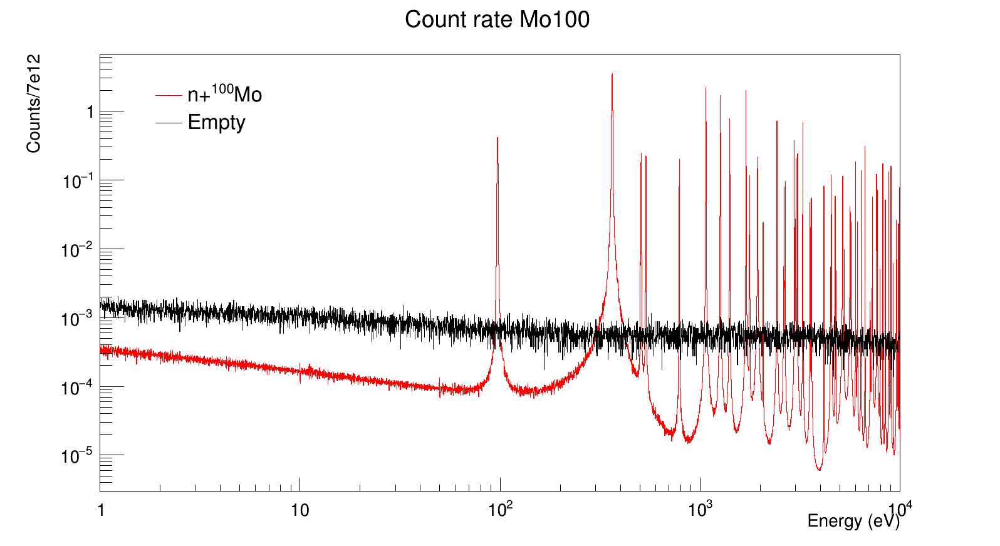 Count rate Mo100
Counts/7e12
n+¹⁰⁰Mo
Empty
1
10⁻¹
10⁻²
10⁻³
10⁻⁴
10⁻⁵
1 10 10² 10³ 10⁴
Energy (eV)